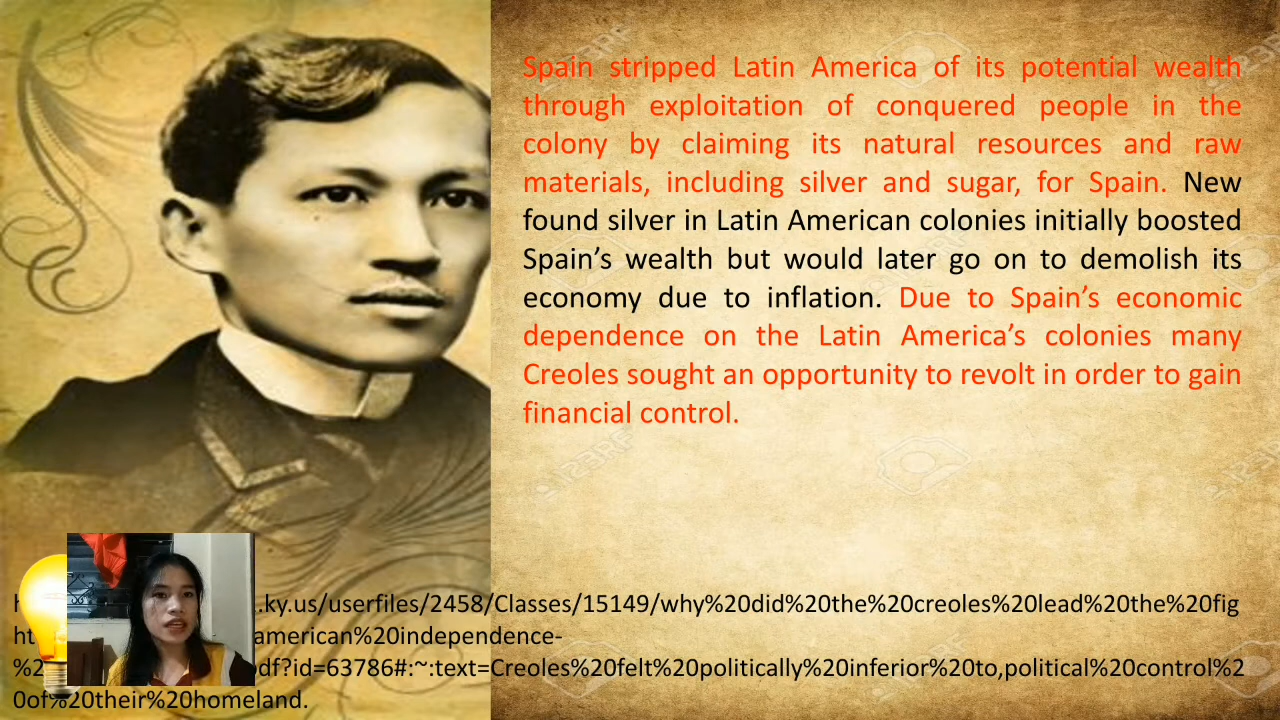 Spain stripped Latin America of its potential wealth
through exploitation of conquered people in the
colony by claiming its natural resources and raw
materials, including silver and sugar, for Spain. New
found silver in Latin American colonies initially boosted
Spain’s wealth but would later go on to demolish its
economy due to inflation. Due to Spain’s economic
dependence on the Latin America’s colonies many
Creoles sought an opportunity to revolt in order to gain
financial control.
.ky.us/userfiles/2458/Classes/15149/why%20did%20the%20creoles%20lead%20the%20fig
ht american%20independence-
%2 df?id=63786#:~:text=Creoles%20felt%20politically%20inferior%20to,political%20control%2
0of%20their%20homeland.
123RF
123RF
123RF